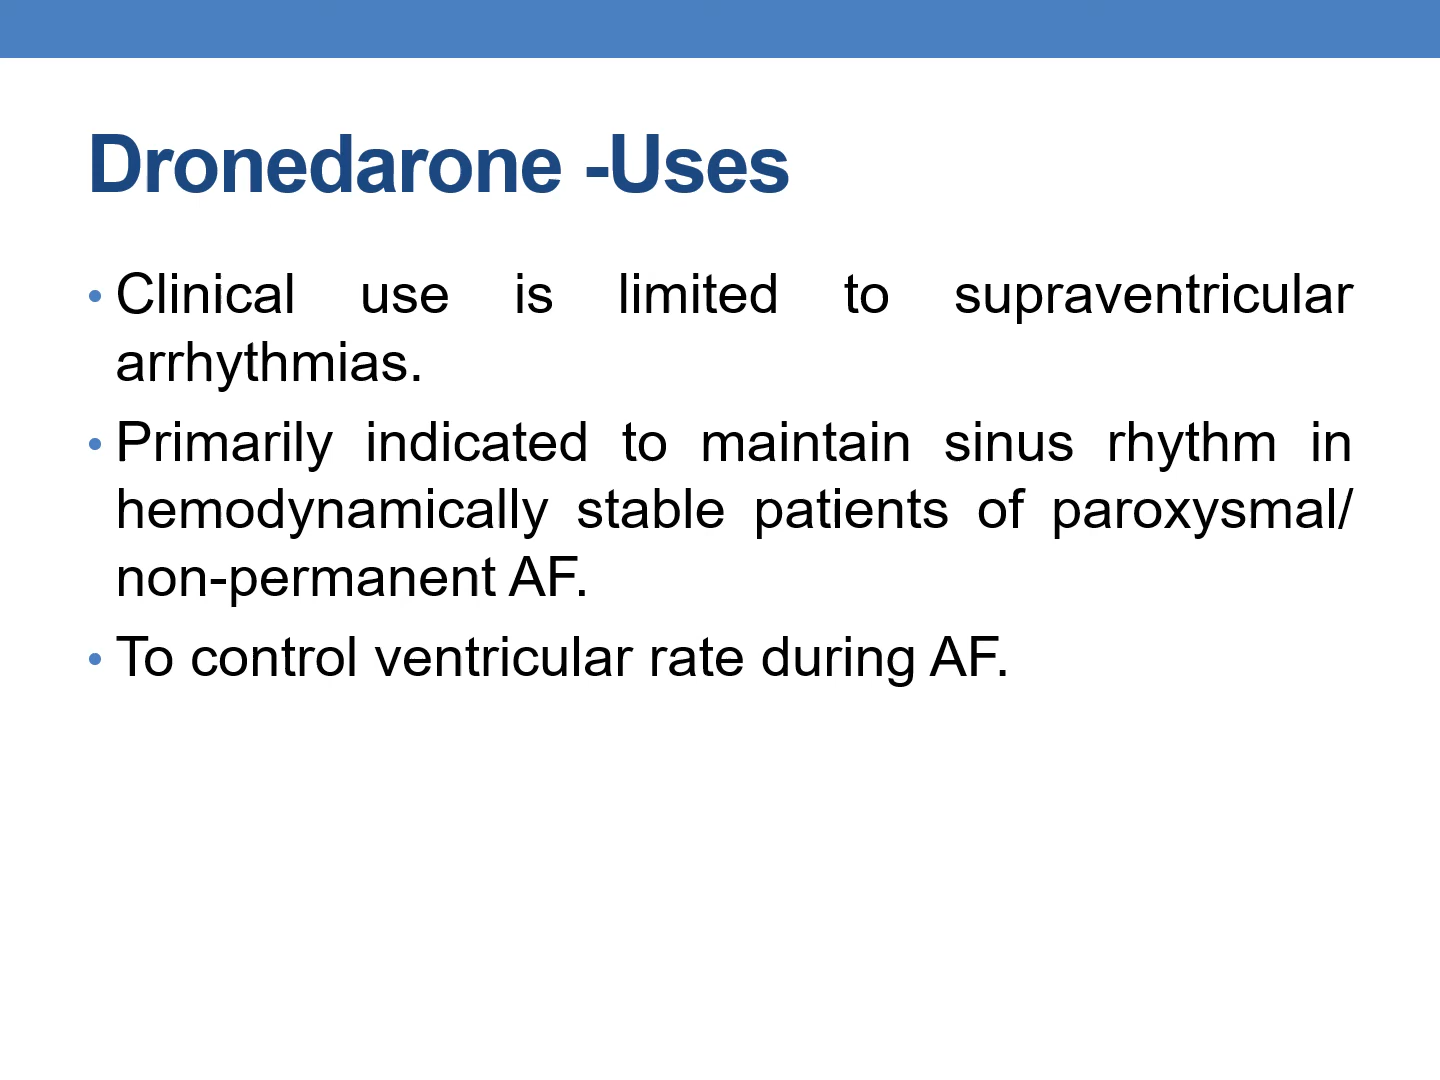 Dronedarone -Uses
• Clinical use is limited to supraventricular
arrhythmias.
• Primarily indicated to maintain sinus rhythm in
hemodynamically stable patients of paroxysmal/
non-permanent AF.
• To control ventricular rate during AF.